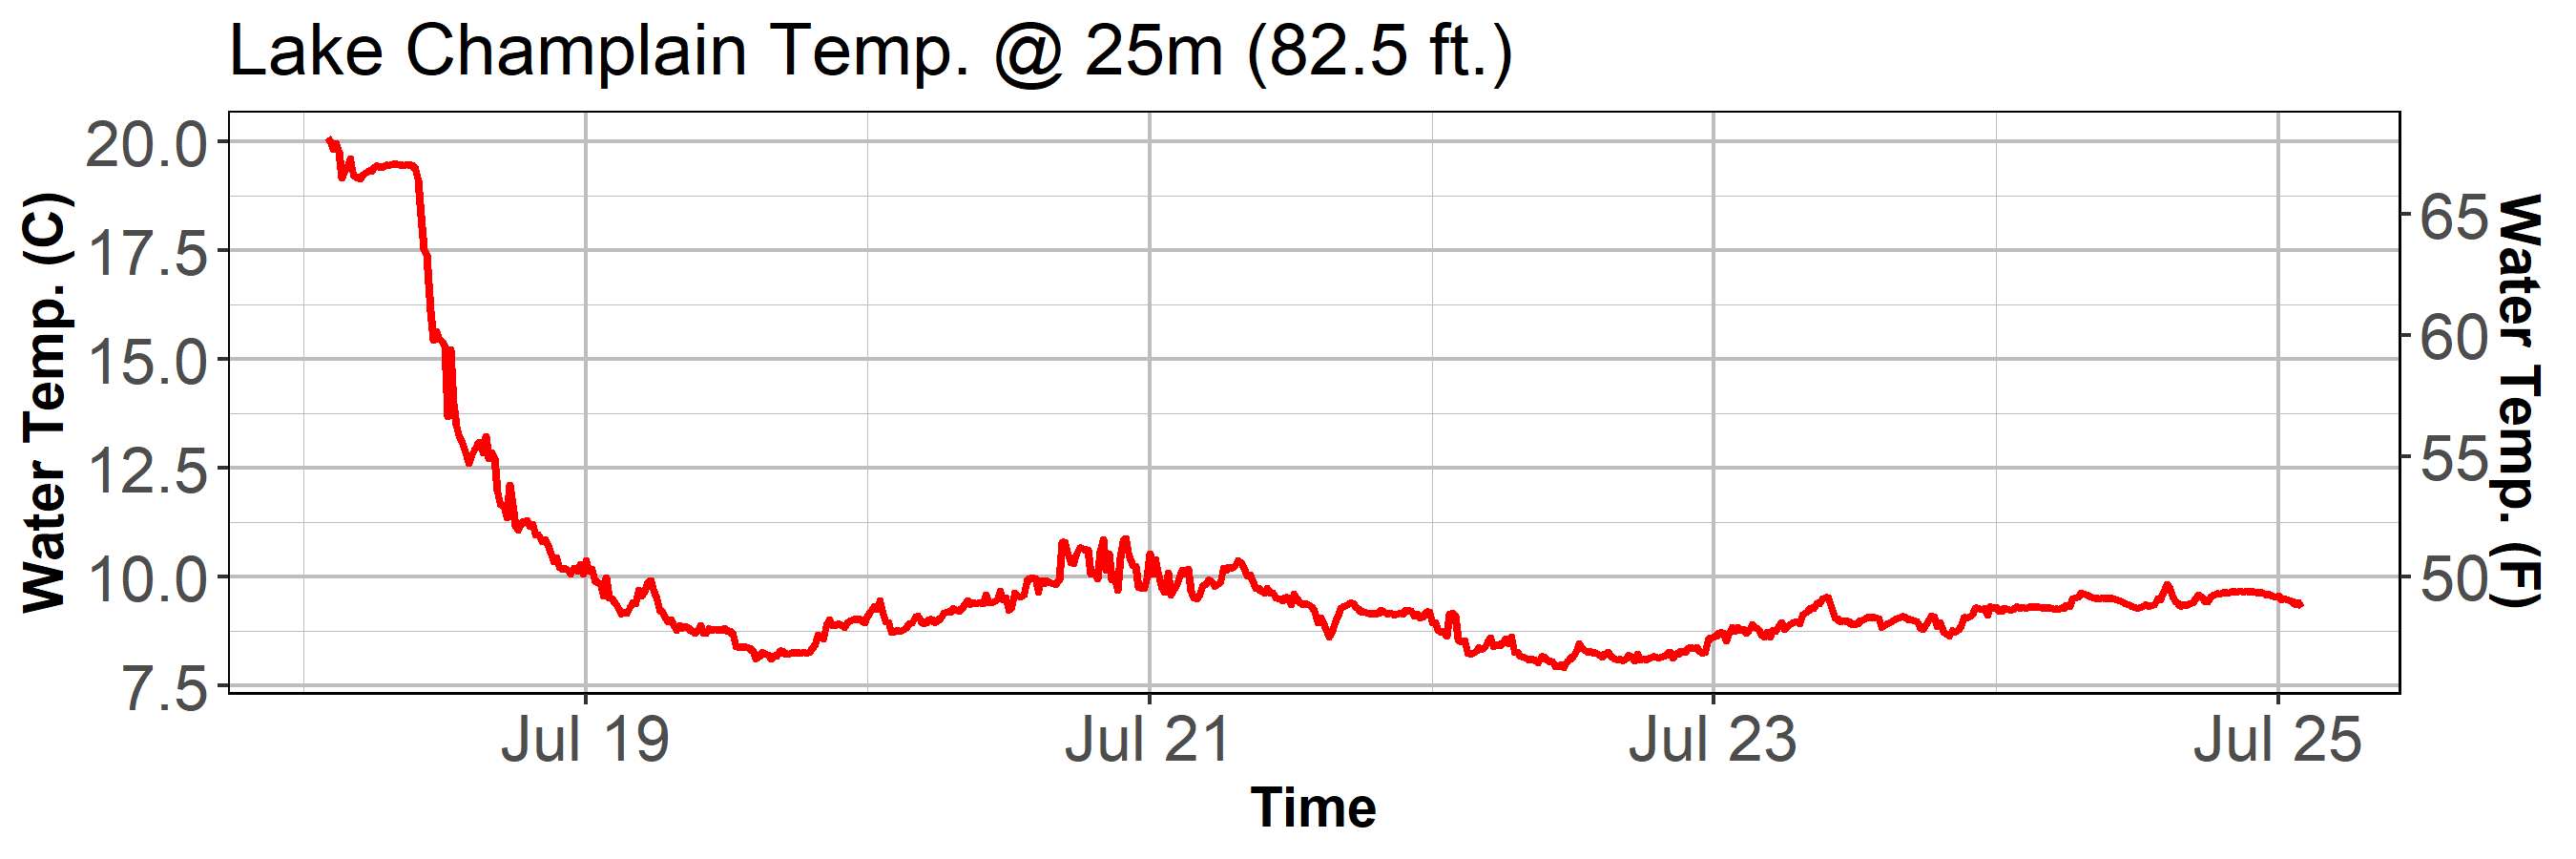 Lake Champlain Temp. @ 25m (82.5 ft.)
Water Temp. (C)
20.0
17.5
15.0
12.5
10.0
7.5
65
60
55
50
Water Temp. (F)
Jul 19 Jul 21 Jul 23 Jul 25
Time